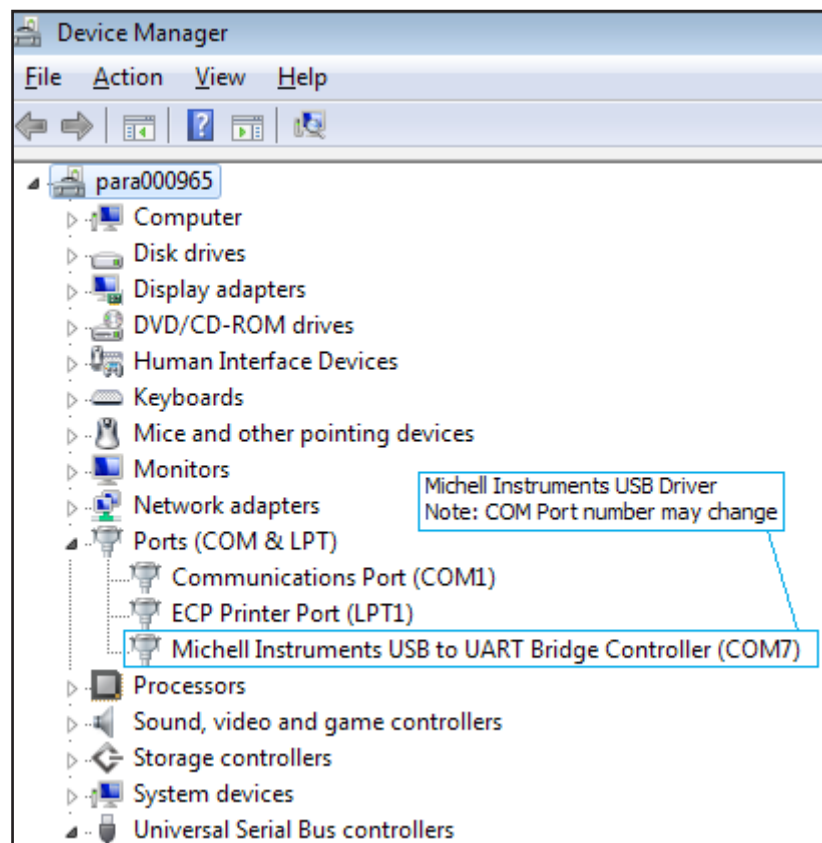 Device Manager
File Action View Help
para000965
Computer
Disk drives
Display adapters
DVD/CD-ROM drives
Human Interface Devices
Keyboards
Mice and other pointing devices
Monitors
Michell Instruments USB Driver
Note: COM Port number may change
Network adapters
Ports (COM & LPT)
Communications Port (COM1)
ECP Printer Port (LPT1)
Michell Instruments USB to UART Bridge Controller (COM7)
Processors
Sound, video and game controllers
Storage controllers
System devices
Universal Serial Bus controllers